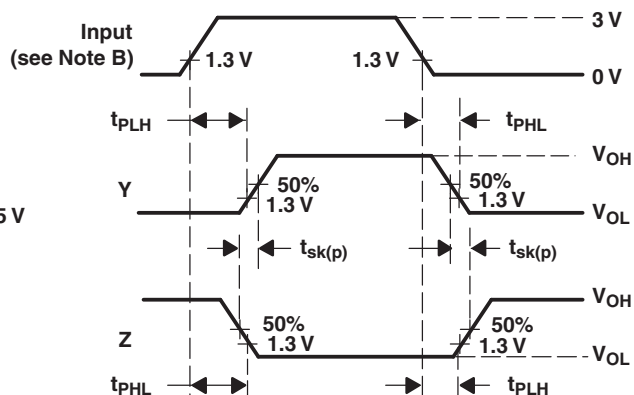 Input
(see Note B)
3 V
1.3 V
1.3 V
0 V
tPLH
tPHL
VOH
Y
50%
1.3 V
50%
1.3 V
5 V
VOL
tsk(p)
tsk(p)
VOH
Z
50%
1.3 V
50%
1.3 V
VOL
tPHL
tPLH